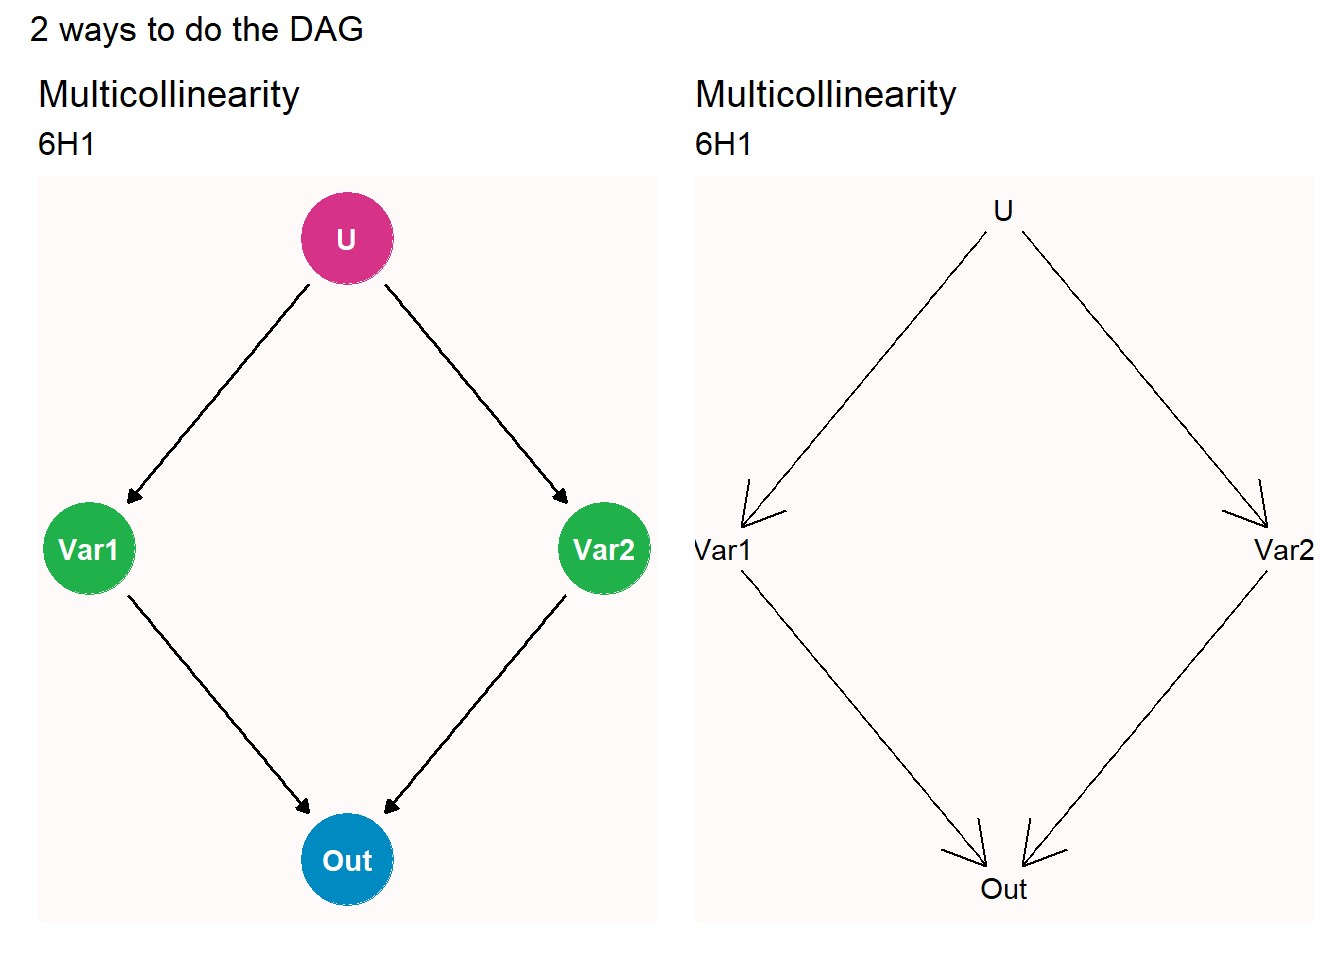 2 ways to do the DAG
Multicollinearity
6H1
U
Var1
Var2
Out
Multicollinearity
6H1
U
Var1
Var2
Out